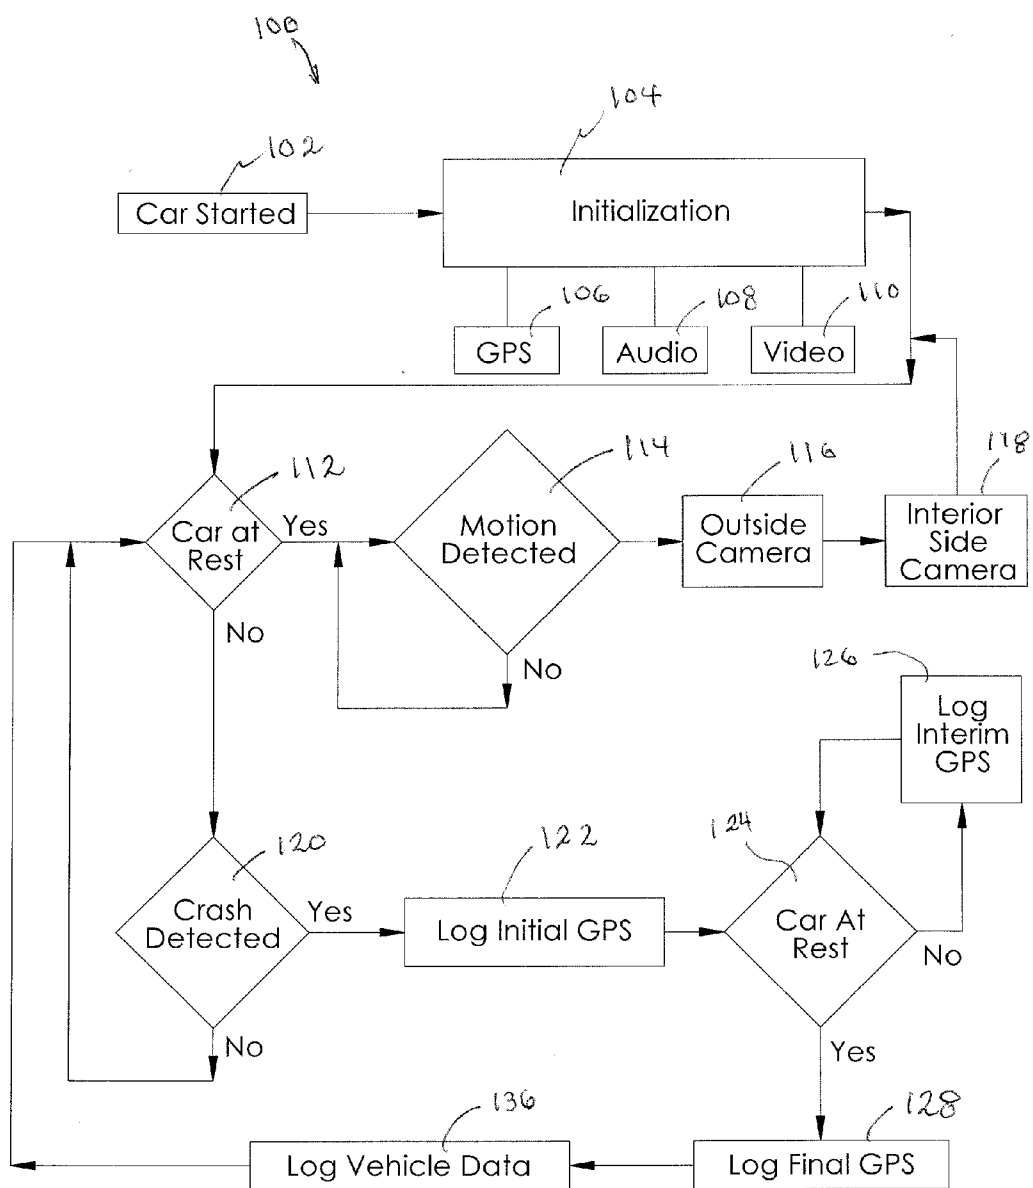 100
104
102
Car Started
Initialization
106
108
110
GPS
Audio
Video
112
114
116
118
Car at
Rest
Yes
Motion
Detected
Outside
Camera
Interior
Side
Camera
No
No
126
Log
Interim
GPS
120
122
124
Crash
Detected
Yes
Log Initial GPS
Car At
Rest
No
No
Yes
136
128
Log Vehicle Data
Log Final GPS